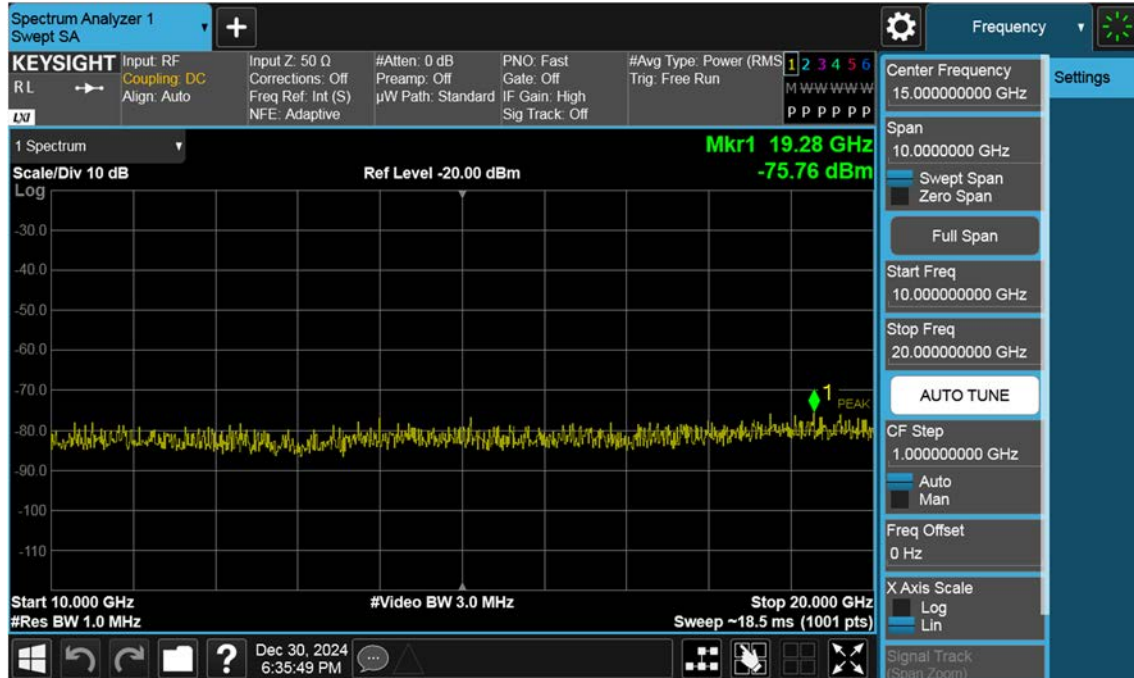 Spectrum Analyzer 1
Swept SA
Frequency
KEYSIGHT
R L
LXI
Input: RF
Coupling: DC
Align: Auto
Input Z: 50 Ω
Corrections: Off
Freq Ref: Int (S)
NFE: Adaptive
#Atten: 0 dB
Preamp: Off
µW Path: Standard
PNO: Fast
Gate: Off
IF Gain: High
Sig Track: Off
#Avg Type: Power (RMS
Trig: Free Run
1 2 3 4 5 6
M W W W W W
P P P P P P
1 Spectrum
Scale/Div 10 dB
Ref Level -20.00 dBm
Mkr1 19.28 GHz
-75.76 dBm
Log
-30.0
-40.0
-50.0
-60.0
-70.0
-80.0
-90.0
-100
-110
1
PEAK
Start 10.000 GHz
#Video BW 3.0 MHz
Stop 20.000 GHz
#Res BW 1.0 MHz
Sweep ~18.5 ms (1001 pts)
Center Frequency
15.000000000 GHz
Settings
Span
10.0000000 GHz
Swept Span
Zero Span
Full Span
Start Freq
10.000000000 GHz
Stop Freq
20.000000000 GHz
AUTO TUNE
CF Step
1.000000000 GHz
Auto
Man
Freq Offset
0 Hz
X Axis Scale
Log
Lin
Signal Track
(Span Zoom)
?
Dec 30, 2024
6:35:49 PM